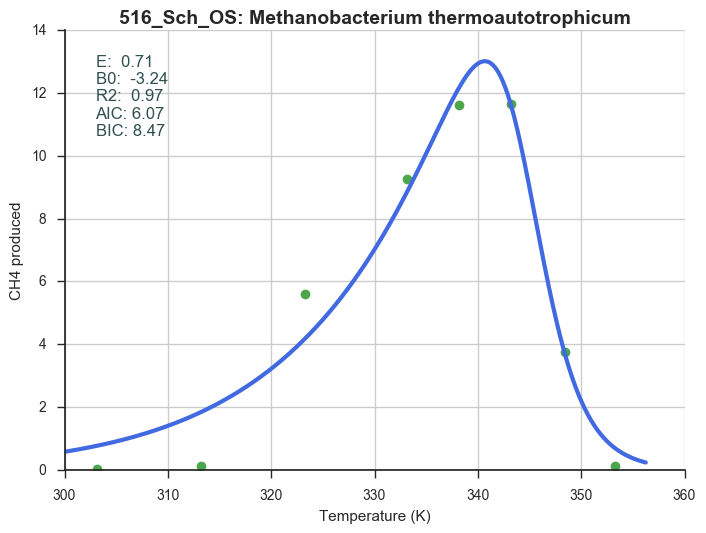 516_Sch_OS: Methanobacterium thermoautotrophicum
E:  0.71
B0:  -3.24
R2:  0.97
AIC: 6.07
BIC: 8.47
CH4 produced
14
12
10
8
6
4
2
0
300 310 320 330 340 350 360
Temperature (K)